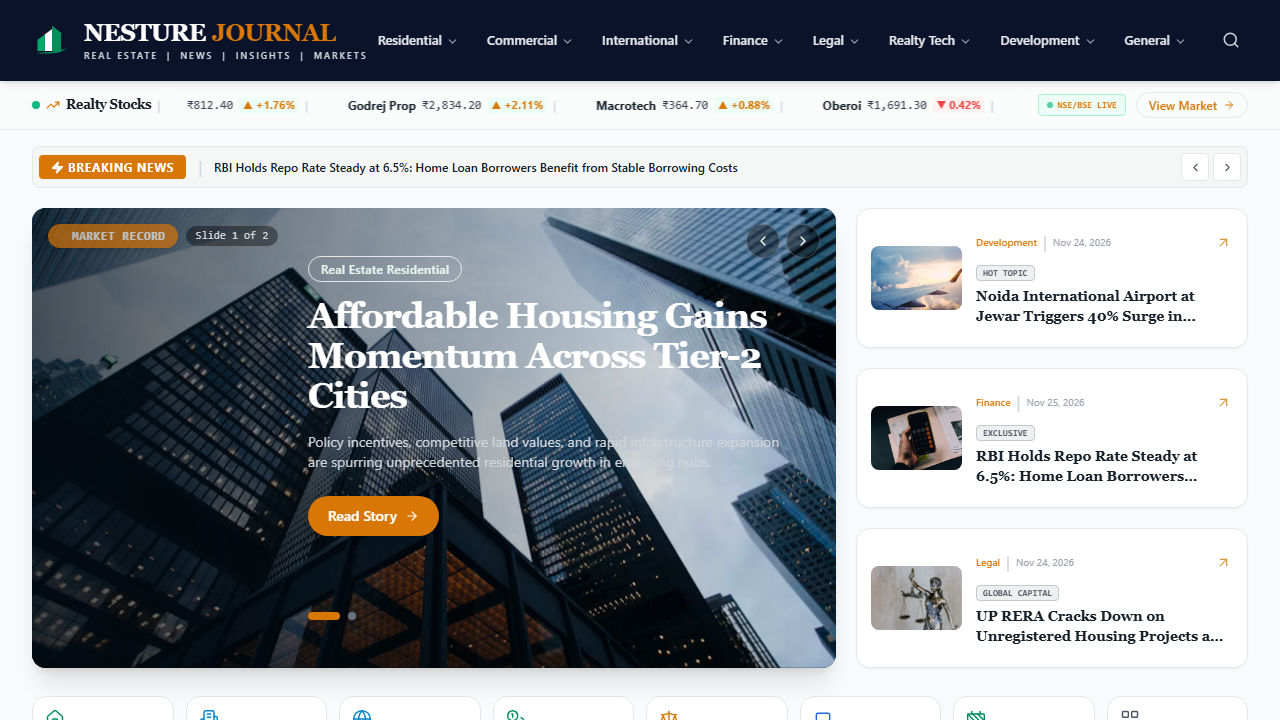 NESTURE JOURNAL
REAL ESTATE | NEWS | INSIGHTS | MARKETS
Residential
Commercial
International
Finance
Legal
Realty Tech
Development
General
Realty Stocks |
₹812.40 ▲ +1.76% |
Godrej Prop ₹2,834.20 ▲ +2.11% |
Macrotech ₹364.70 ▲ +0.88% |
Oberoi ₹1,691.30 ▼ 0.42% |
NSE/BSE LIVE
View Market →
BREAKING NEWS
RBI Holds Repo Rate Steady at 6.5%: Home Loan Borrowers Benefit from Stable Borrowing Costs
MARKET RECORD
Slide 1 of 2
Real Estate Residential
Affordable Housing Gains
Momentum Across Tier-2
Cities
Policy incentives, competitive land values, and rapid infrastructure expansion
are spurring unprecedented residential growth in emerging hubs.
Read Story →
Development | Nov 24, 2026
HOT TOPIC
Noida International Airport at
Jewar Triggers 40% Surge in...
Finance | Nov 25, 2026
EXCLUSIVE
RBI Holds Repo Rate Steady at
6.5%: Home Loan Borrowers...
Legal | Nov 24, 2026
GLOBAL CAPITAL
UP RERA Cracks Down on
Unregistered Housing Projects a...